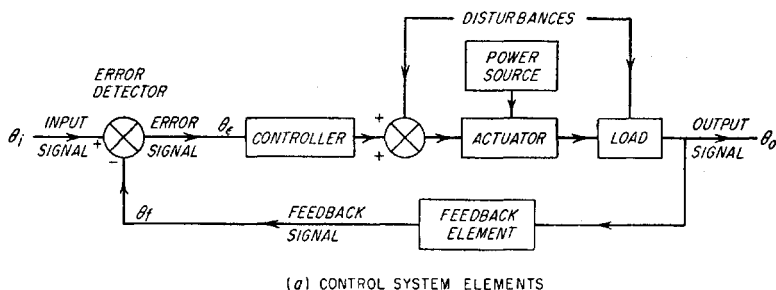 DISTURBANCES
POWER
SOURCE
ERROR
DETECTOR
θi
INPUT
SIGNAL
+
−
ERROR
SIGNAL
θϵ
CONTROLLER
+
+
ACTUATOR
LOAD
OUTPUT
SIGNAL
θo
θf
FEEDBACK
SIGNAL
FEEDBACK
ELEMENT
(a) CONTROL SYSTEM ELEMENTS